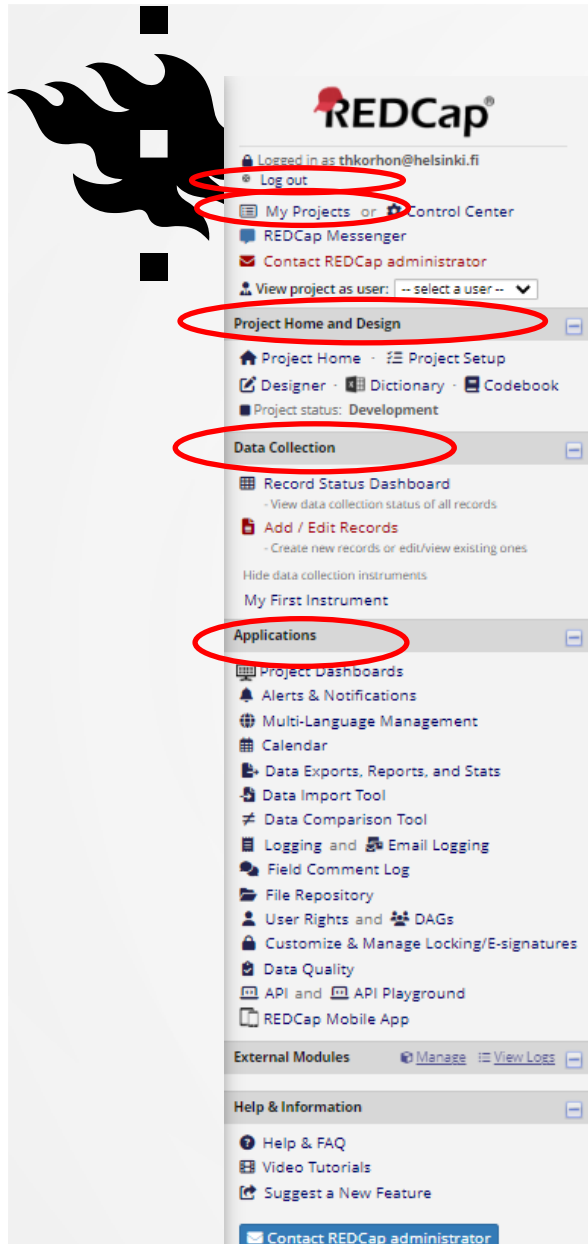 REDCap®
Logged in as thkorhon@helsinki.fi
Log out
My Projects or Control Center
REDCap Messenger
Contact REDCap administrator
View project as user: -- select a user --
Project Home and Design
Project Home · Project Setup
Designer · Dictionary · Codebook
Project status: Development
Data Collection
Record Status Dashboard
- View data collection status of all records
Add / Edit Records
- Create new records or edit/view existing ones
Hide data collection instruments
My First Instrument
Applications
Project Dashboards
Alerts & Notifications
Multi-Language Management
Calendar
Data Exports, Reports, and Stats
Data Import Tool
Data Comparison Tool
Logging and Email Logging
Field Comment Log
File Repository
User Rights and DAGs
Customize & Manage Locking/E-signatures
Data Quality
API and API Playground
REDCap Mobile App
External Modules Manage View Logs
Help & Information
Help & FAQ
Video Tutorials
Suggest a New Feature
Contact REDCap administrator